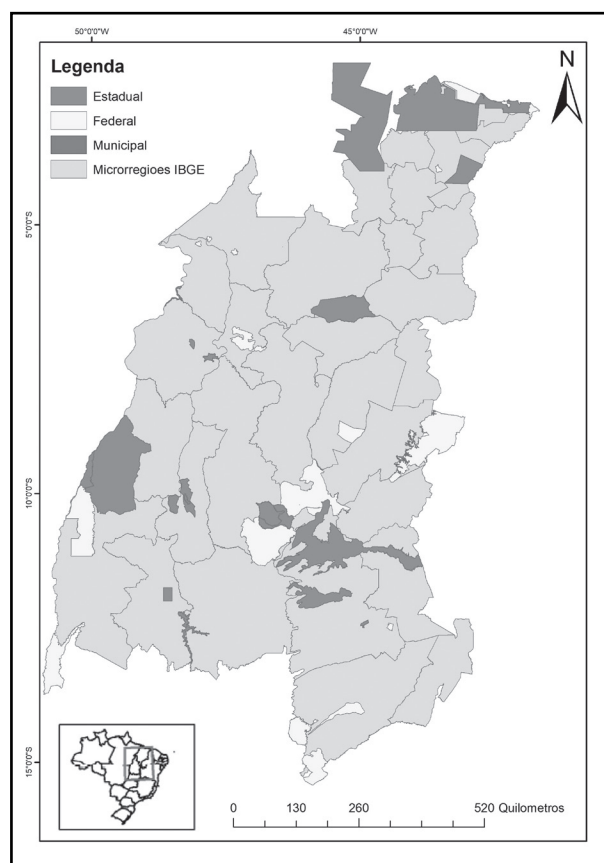 50°0'0"W
45°0'0"W
Legenda
Estadual
Federal
Municipal
Microrregioes IBGE
N
5°0'0"S
10°0'0"S
15°0'0"S
0 130 260 520 Quilometros